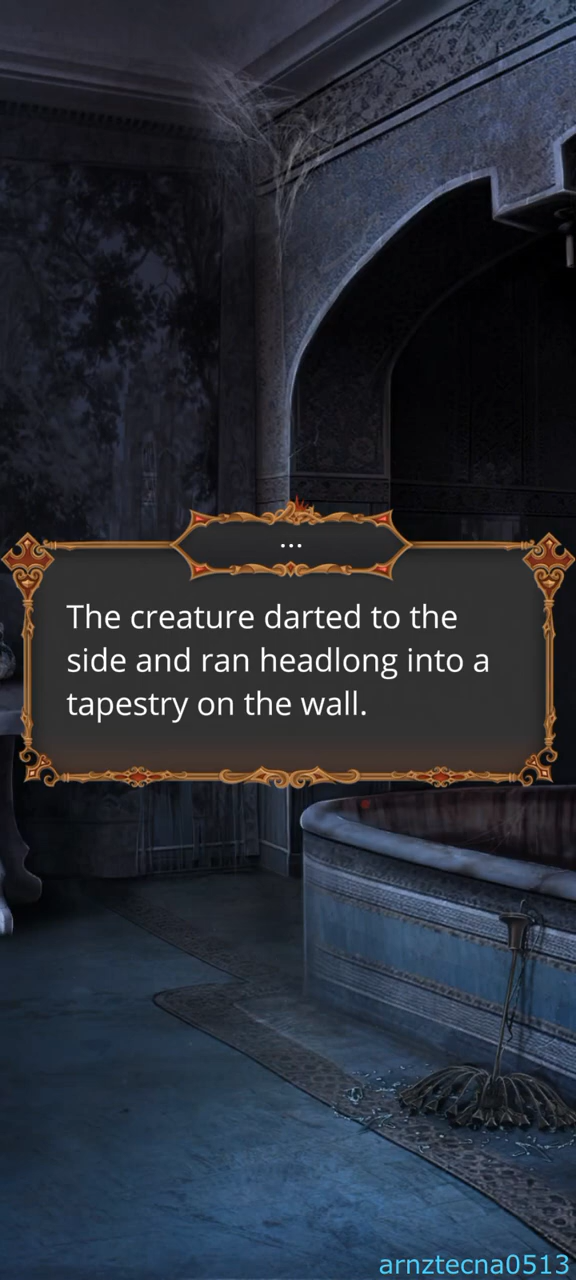 ...
The creature darted to the
side and ran headlong into a
tapestry on the wall.
arnztecna0513